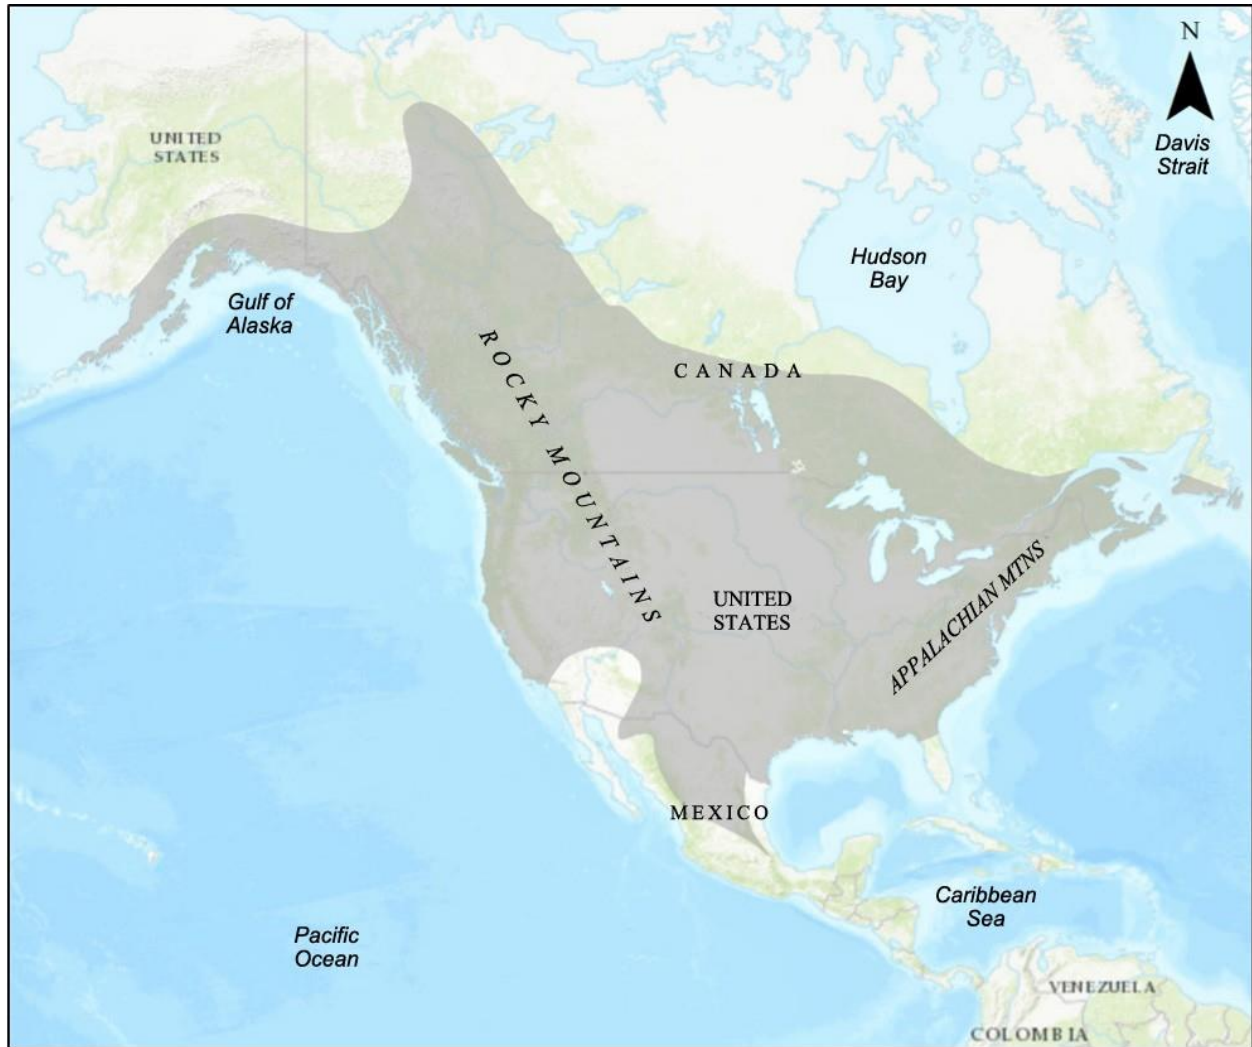 N
UNITED
STATES
Davis
Strait
Hudson
Bay
Gulf of
Alaska
ROCKY MOUNTAINS
CANADA
APPALACHIAN MTNS
UNITED
STATES
MEXICO
Caribbean
Sea
Pacific
Ocean
VENEZUELA
COLOMBIA